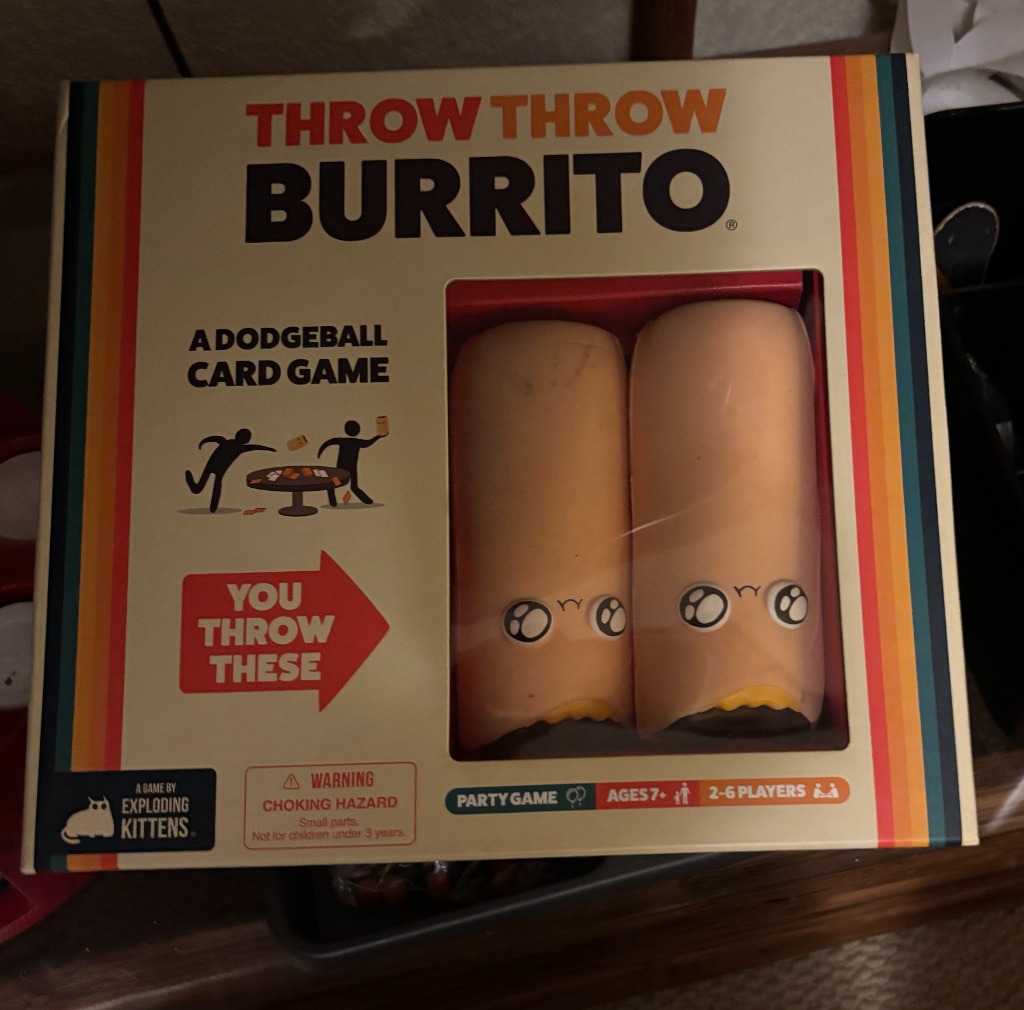 THROW THROW
BURRITO®
A DODGEBALL
CARD GAME
YOU
THROW
THESE
A GAME BY
EXPLODING
KITTENS®
WARNING
CHOKING HAZARD
Small parts.
Not for children under 3 years.
PARTY GAME
AGES 7+
2-6 PLAYERS